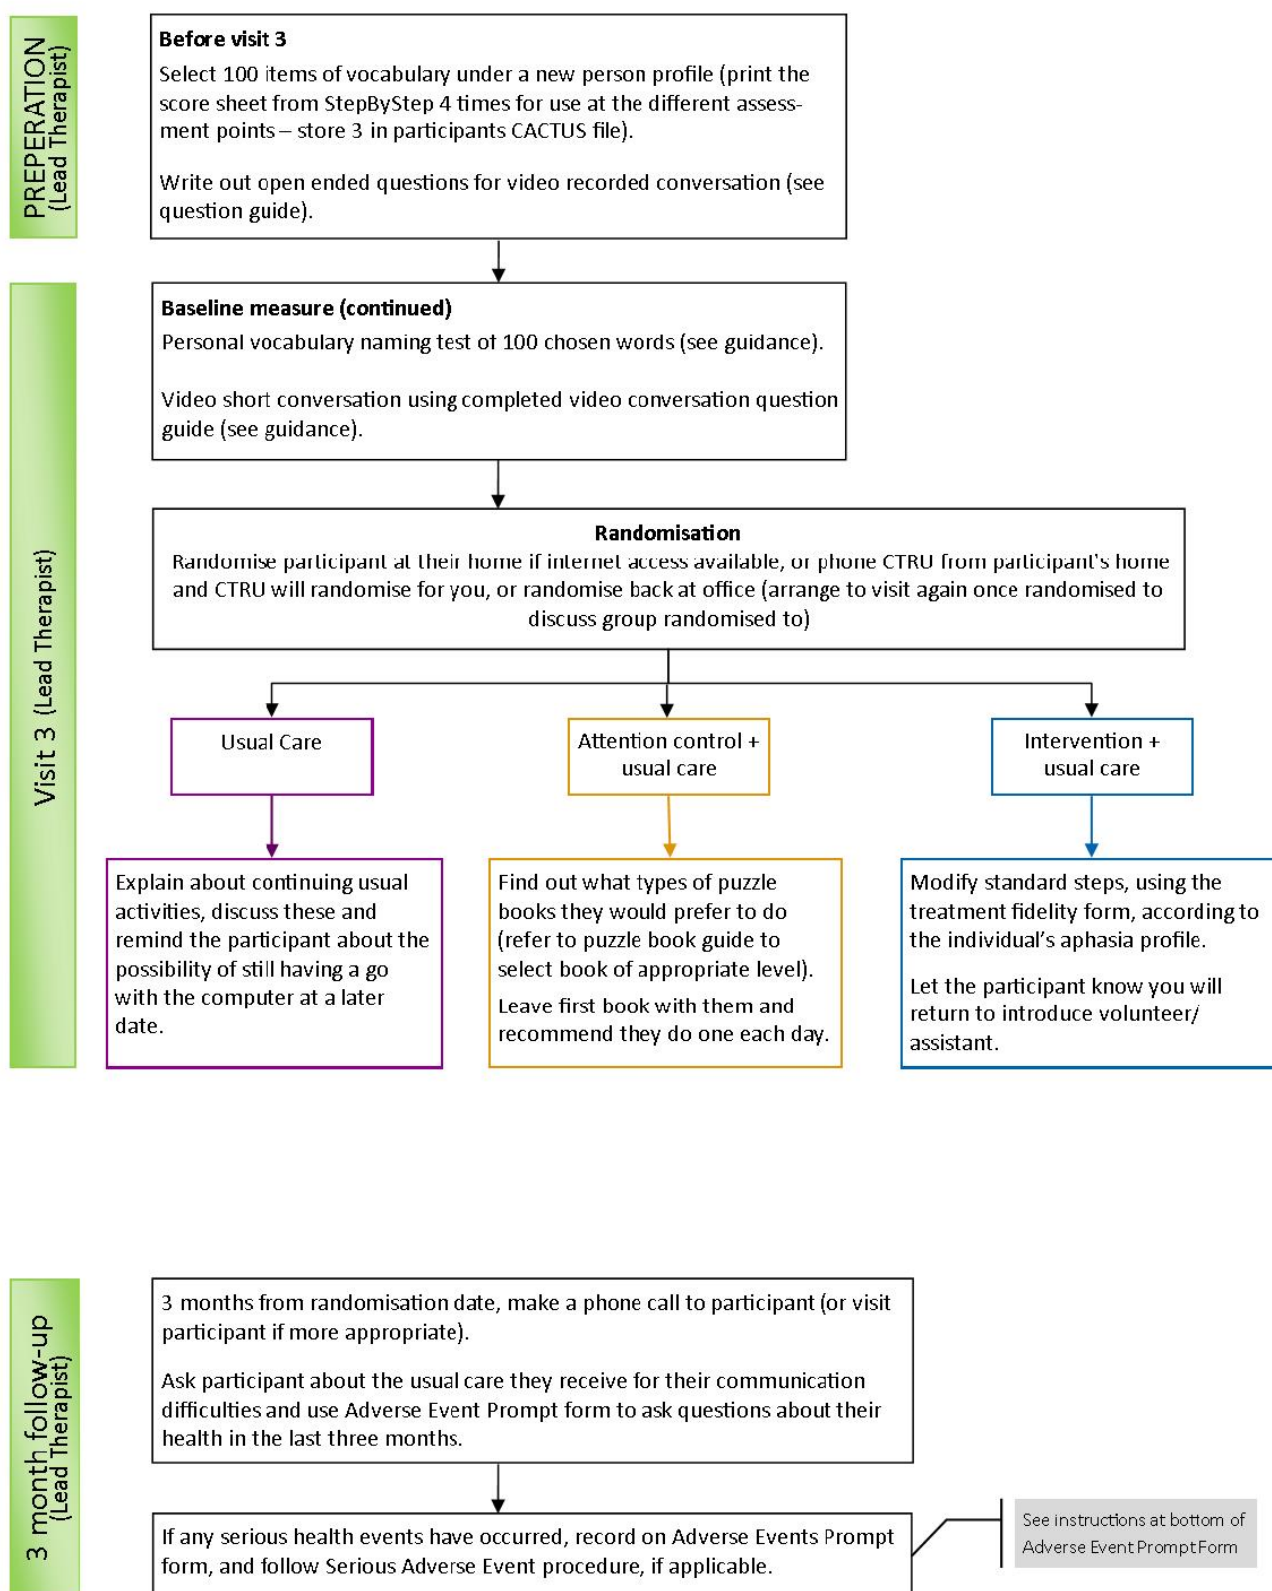 PREPERATION
(Lead Therapist)
Before visit 3
Select 100 items of vocabulary under a new person profile (print the
score sheet from StepByStep 4 times for use at the different assess-
ment points – store 3 in participants CACTUS file).
Write out open ended questions for video recorded conversation (see
question guide).
Visit 3 (Lead Therapist)
Baseline measure (continued)
Personal vocabulary naming test of 100 chosen words (see guidance).
Video short conversation using completed video conversation question
guide (see guidance).
Randomisation
Randomise participant at their home if internet access available, or phone CTRU from participant's home
and CTRU will randomise for you, or randomise back at office (arrange to visit again once randomised to
discuss group randomised to)
Usual Care
Attention control +
usual care
Intervention +
usual care
Explain about continuing usual
activities, discuss these and
remind the participant about the
possibility of still having a go
with the computer at a later
date.
Find out what types of puzzle
books they would prefer to do
(refer to puzzle book guide to
select book of appropriate level).
Leave first book with them and
recommend they do one each day.
Modify standard steps, using the
treatment fidelity form, according to
the individual's aphasia profile.
Let the participant know you will
return to introduce volunteer/
assistant.
3 month follow-up
(Lead Therapist)
3 months from randomisation date, make a phone call to participant (or visit
participant if more appropriate).
Ask participant about the usual care they receive for their communication
difficulties and use Adverse Event Prompt form to ask questions about their
health in the last three months.
If any serious health events have occurred, record on Adverse Events Prompt
form, and follow Serious Adverse Event procedure, if applicable.
See instructions at bottom of
Adverse Event Prompt Form